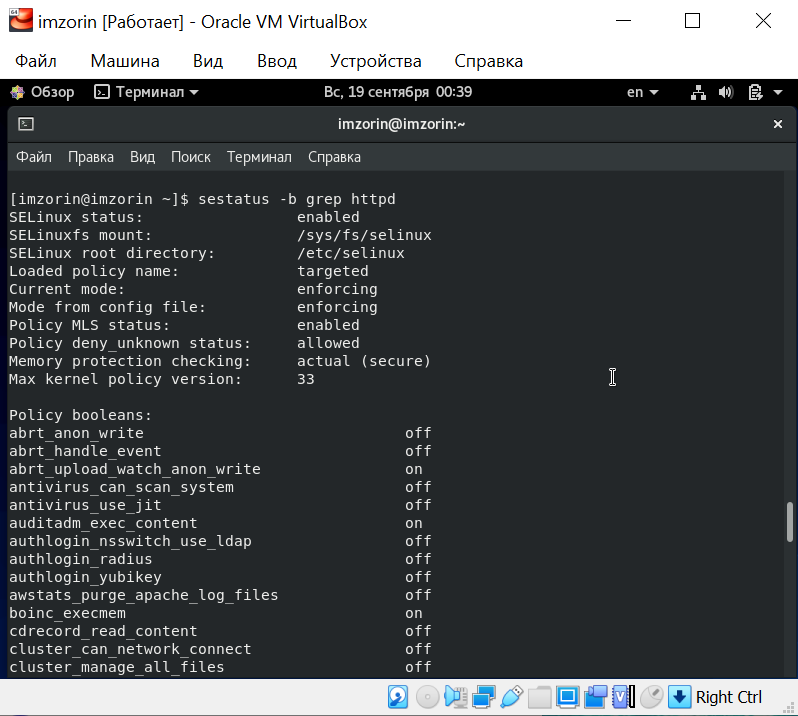 imzorin [Работает] - Oracle VM VirtualBox
Файл Машина Вид Ввод Устройства Справка
Обзор Терминал Вс, 19 сентября 00:39 en
imzorin@imzorin:~
Файл Правка Вид Поиск Терминал Справка
[imzorin@imzorin ~]$ sestatus -b grep httpd
SELinux status: enabled
SELinuxfs mount: /sys/fs/selinux
SELinux root directory: /etc/selinux
Loaded policy name: targeted
Current mode: enforcing
Mode from config file: enforcing
Policy MLS status: enabled
Policy deny_unknown status: allowed
Memory protection checking: actual (secure)
Max kernel policy version: 33
Policy booleans:
abrt_anon_write off
abrt_handle_event off
abrt_upload_watch_anon_write on
antivirus_can_scan_system off
antivirus_use_jit off
auditadm_exec_content on
authlogin_nsswitch_use_ldap off
authlogin_radius off
authlogin_yubikey off
awstats_purge_apache_log_files off
boinc_execmem on
cdrecord_read_content off
cluster_can_network_connect off
cluster_manage_all_files off
Right Ctrl